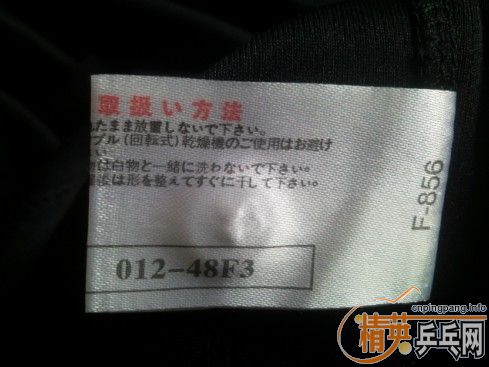 取扱い方法
れたまま放置しないで下さい。
ブル(回転式)乾燥機のご使用はお避け
い
は白物と一緒に洗わないで下さい。
は形を整えてすぐに干して下さい。
012-48F3
F-856
cnpingpang.info
精英乒乓网